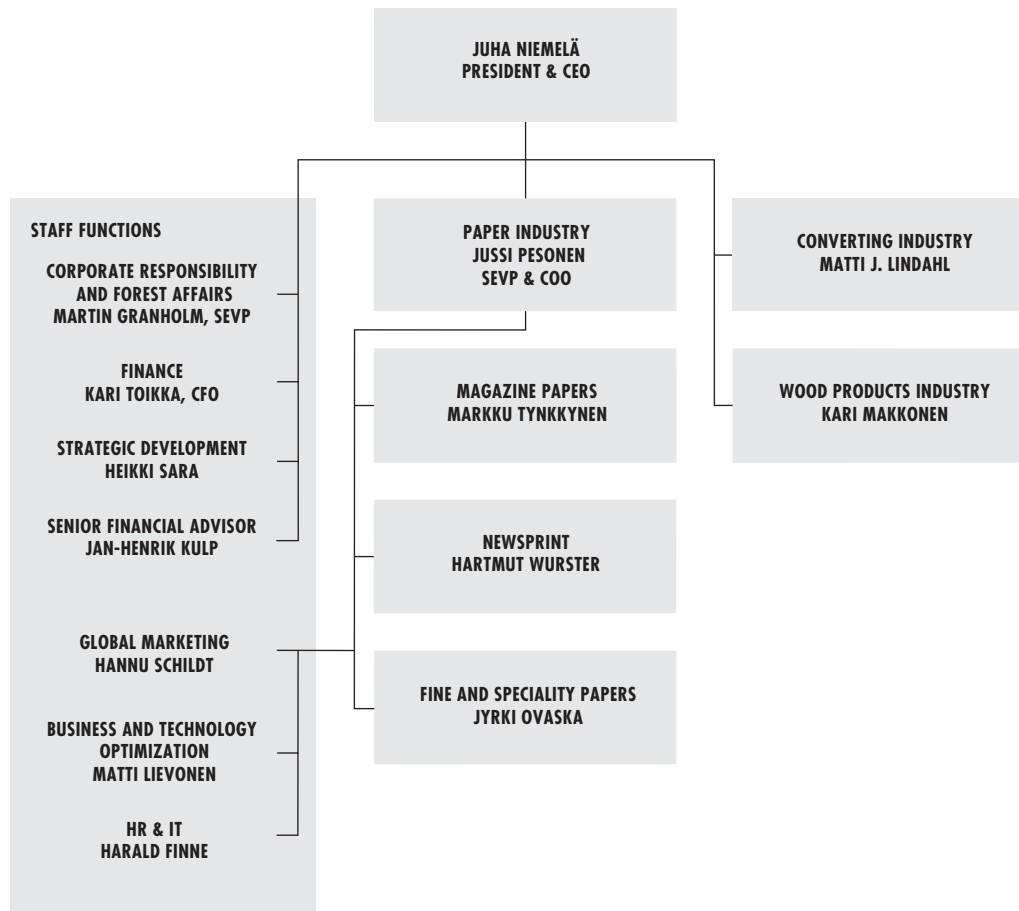 JUHA NIEMELÄ
PRESIDENT & CEO
STAFF FUNCTIONS
CORPORATE RESPONSIBILITY
AND FOREST AFFAIRS
MARTIN GRANHOLM, SEVP
FINANCE
KARI TOIKKA, CFO
STRATEGIC DEVELOPMENT
HEIKKI SARA
SENIOR FINANCIAL ADVISOR
JAN-HENRIK KULP
GLOBAL MARKETING
HANNU SCHILDT
BUSINESS AND TECHNOLOGY
OPTIMIZATION
MATTI LIEVONEN
HR & IT
HARALD FINNE
PAPER INDUSTRY
JUSSI PESONEN
SEVP & COO
MAGAZINE PAPERS
MARKKU TYNKKYNEN
NEWSPRINT
HARTMUT WURSTER
FINE AND SPECIALITY PAPERS
JYRKI OVASKA
CONVERTING INDUSTRY
MATTI J. LINDAHL
WOOD PRODUCTS INDUSTRY
KARI MAKKONEN